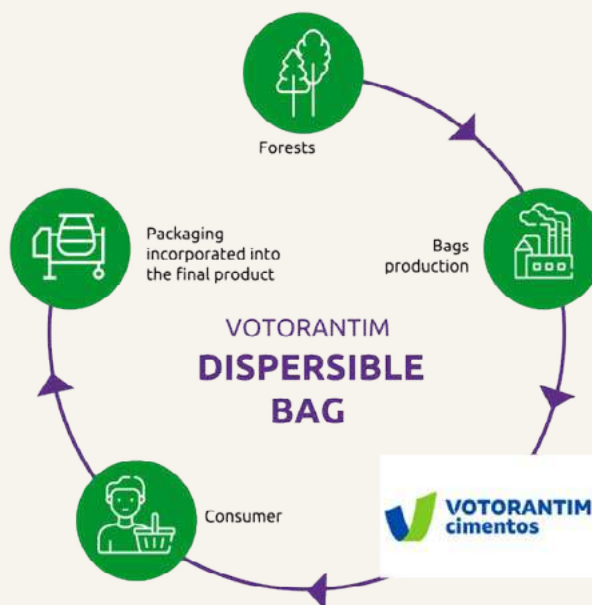 Forests
Packaging
incorporated into
the final product
Bags
production
VOTORANTIM
DISPERSIBLE
BAG
Consumer
VOTORANTIM
cimentos